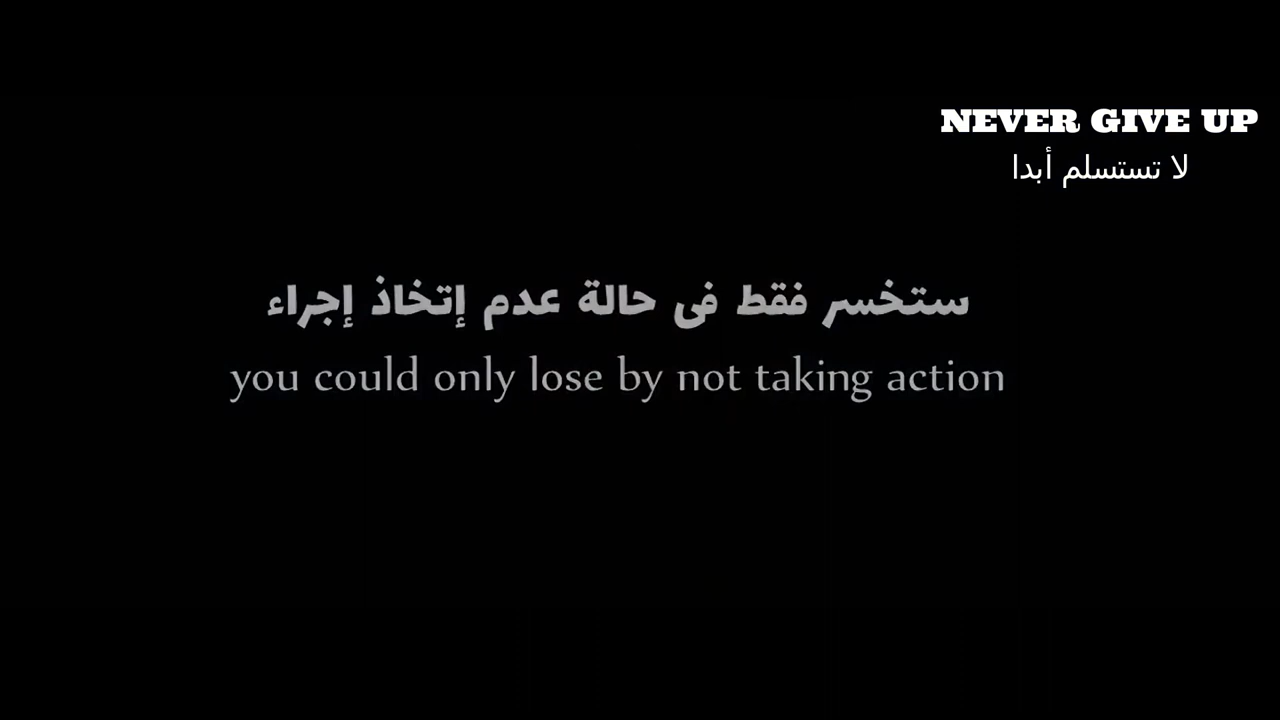 NEVER GIVE UP
لا تستسلم أبدا
ستخسر فقط فى حالة عدم إتخاذ إجراء
you could only lose by not taking action